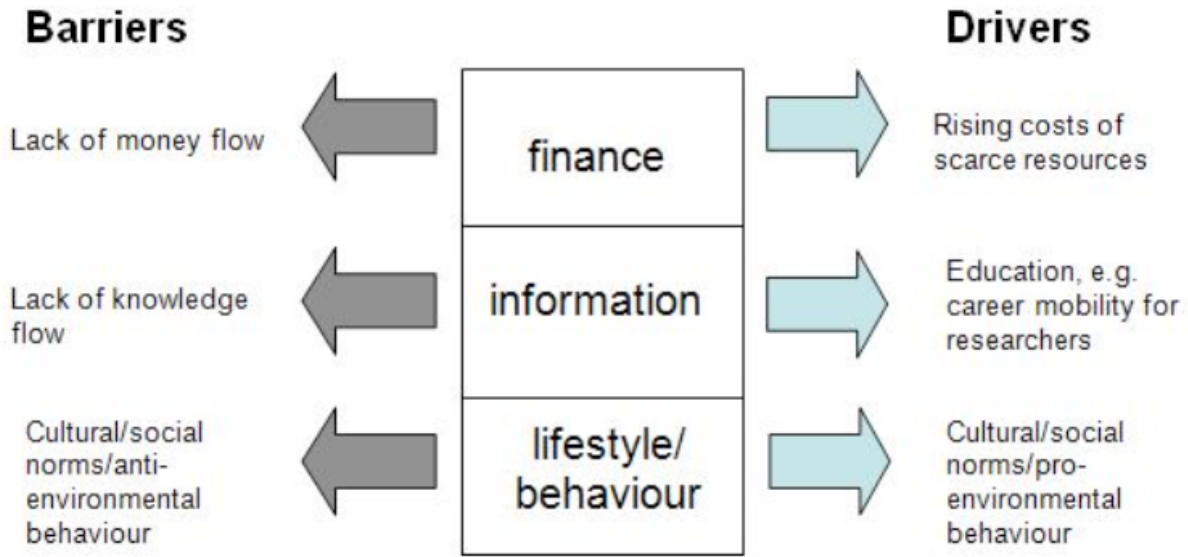 Barriers
Drivers
Lack of money flow
finance
Rising costs of
scarce resources
Lack of knowledge
flow
information
Education, e.g.
career mobility for
researchers
Cultural/social
norms/anti-
environmental
behaviour
lifestyle/
behaviour
Cultural/social
norms/pro-
environmental
behaviour